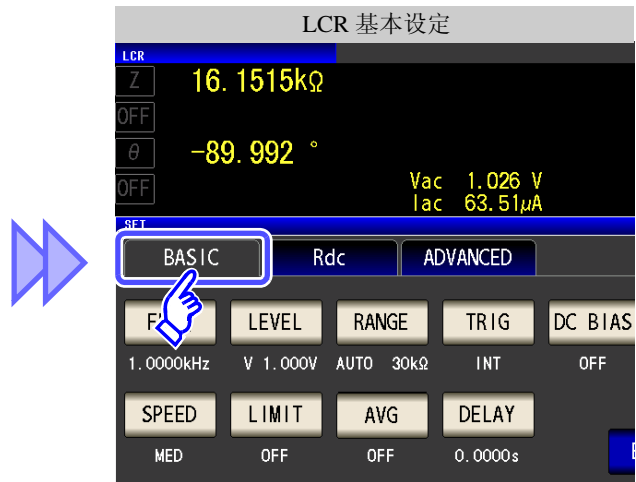 LCR 基本设定
LCR
Z 16.1515kΩ
OFF
θ -89.992 °
OFF
Vac 1.026 V
Iac 63.51μA
SET
BASIC Rdc ADVANCED
LEVEL RANGE TRIG DC BIAS
1.0000kHz V 1.000V AUTO 30kΩ INT OFF
SPEED LIMIT AVG DELAY
MED OFF OFF 0.0000s